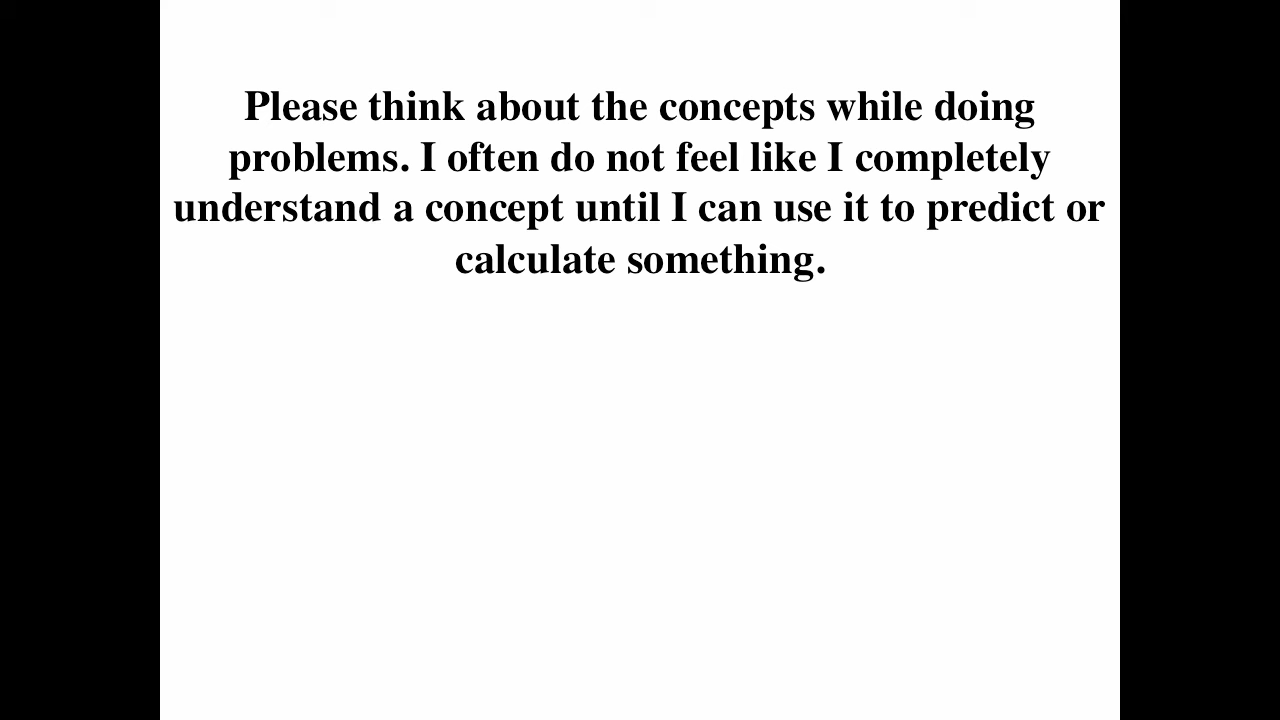 Please think about the concepts while doing
problems. I often do not feel like I completely
understand a concept until I can use it to predict or
calculate something.